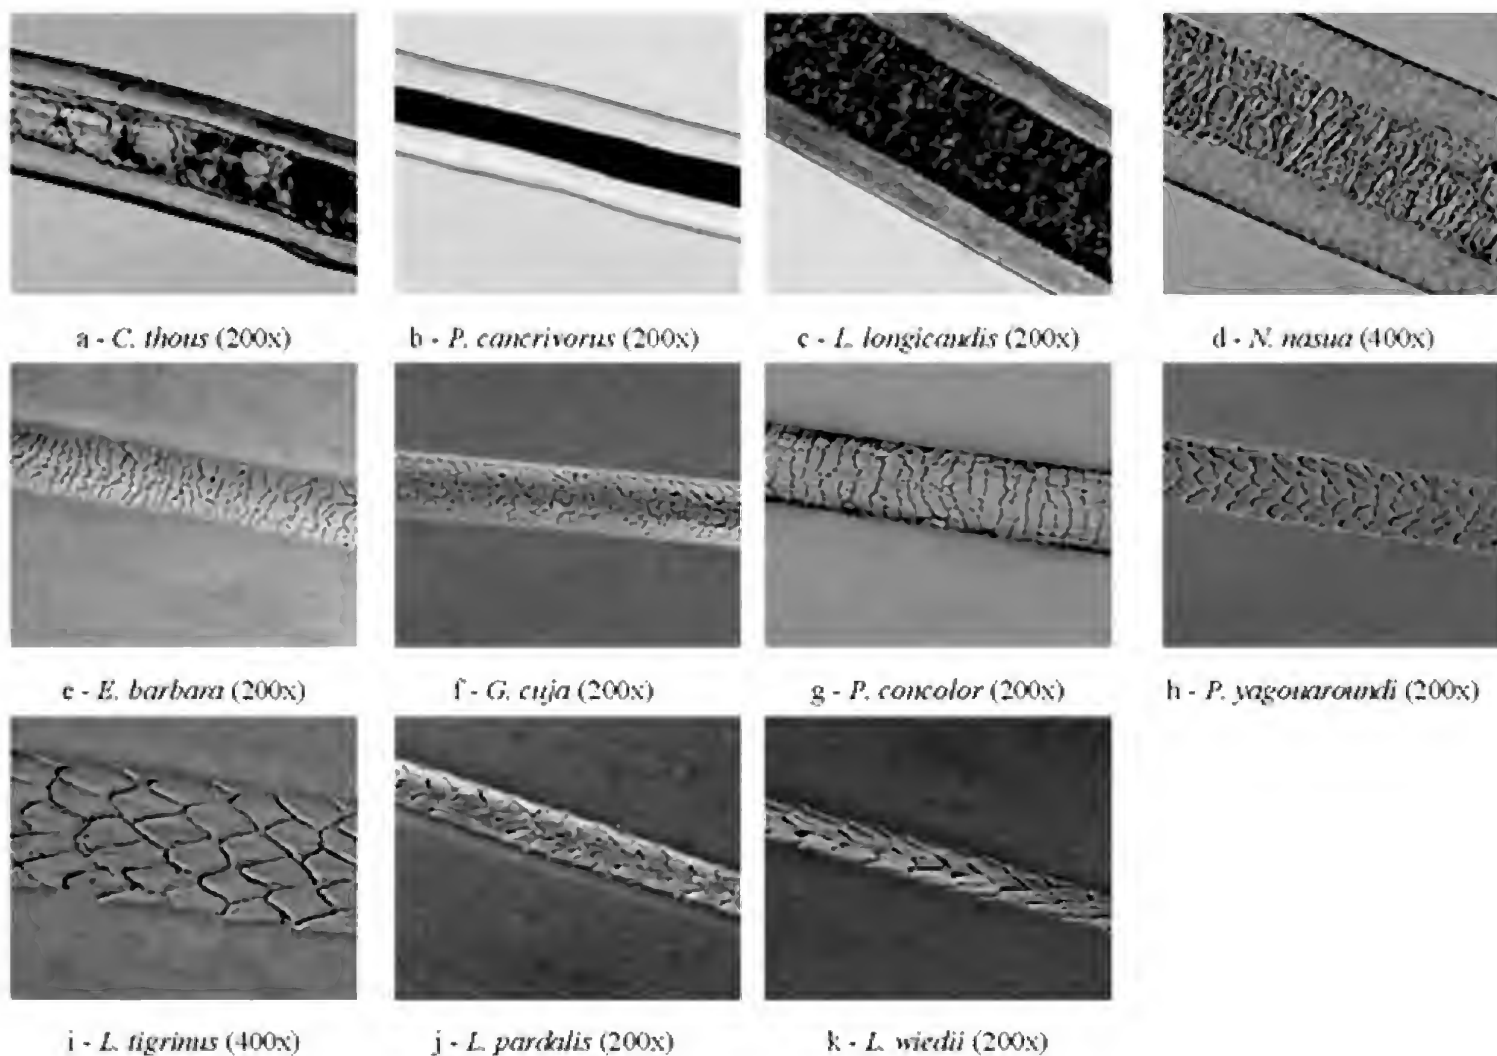 a - C. thous (200x)
b - P. cancrivorus (200x)
c - L. longicaudis (200x)
d - N. nasua (400x)
e - E. barbara (200x)
f - G. cuja (200x)
g - P. concolor (200x)
h - P. yagouaroundi (200x)
i - L. tigrinus (400x)
j - L. pardalis (200x)
k - L. wiedii (200x)